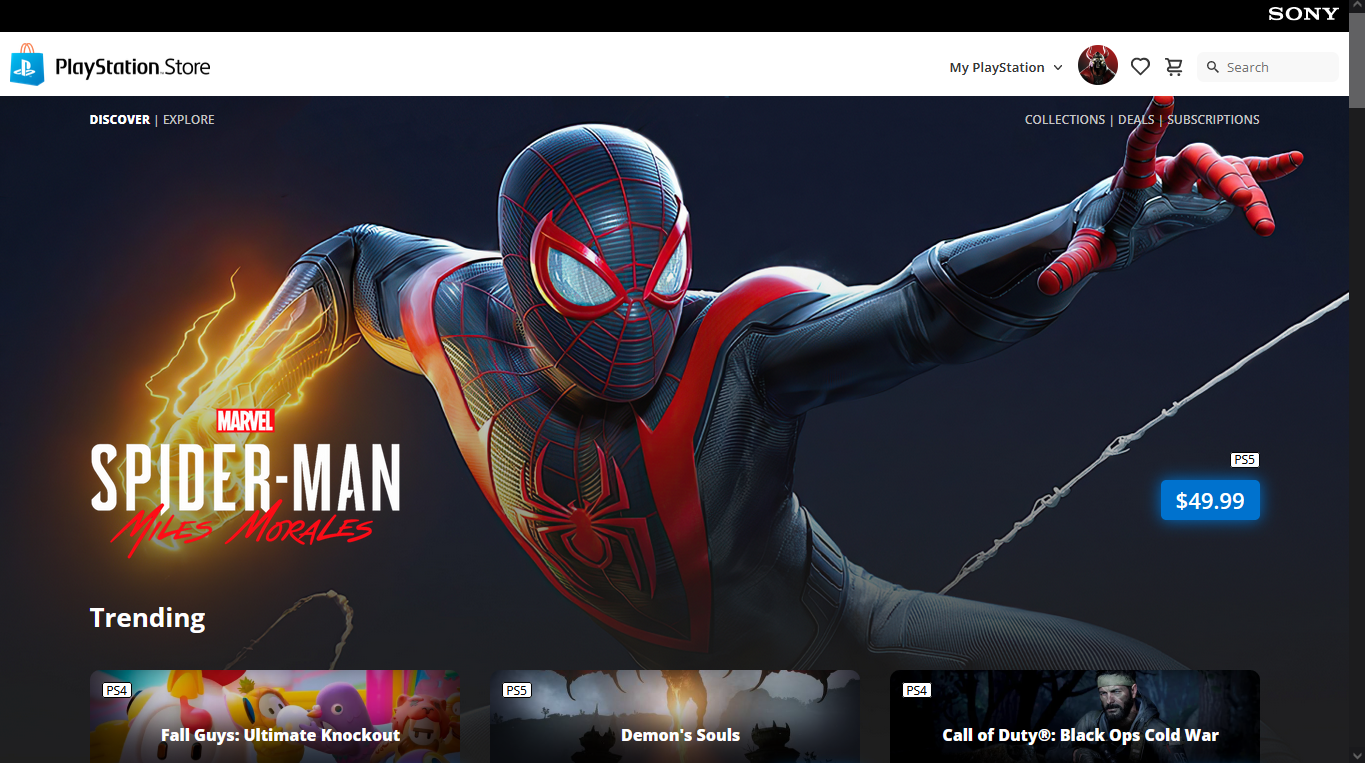 SONY
PlayStation Store
My PlayStation
Search
DISCOVER | EXPLORE
COLLECTIONS | DEALS | SUBSCRIPTIONS
MARVEL
SPIDER-MAN
MILES MORALES
PS5
$49.99
Trending
PS4
Fall Guys: Ultimate Knockout
PS5
Demon's Souls
PS4
Call of Duty®: Black Ops Cold War